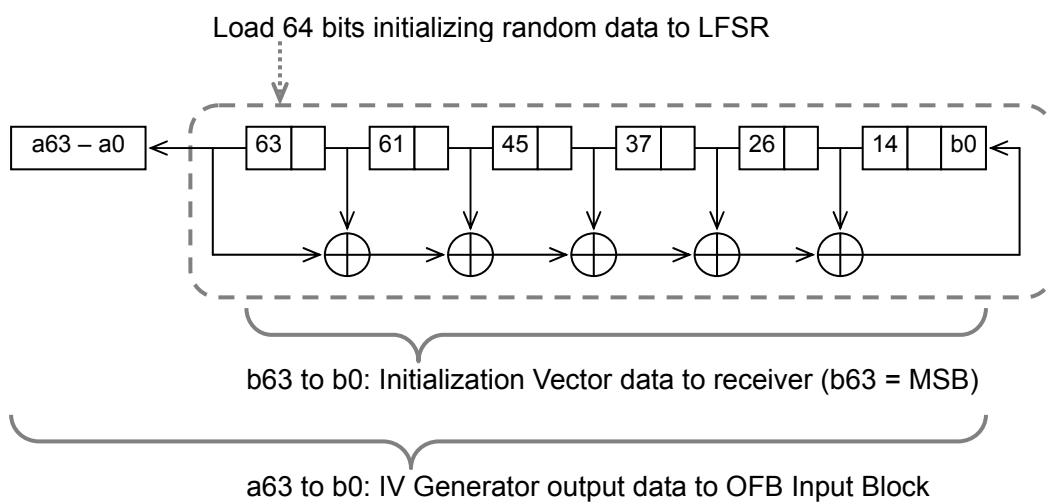 Load 64 bits initializing random data to LFSR
a63 – a0 63 61 45 37 26 14 b0
b63 to b0: Initialization Vector data to receiver (b63 = MSB)
a63 to b0: IV Generator output data to OFB Input Block